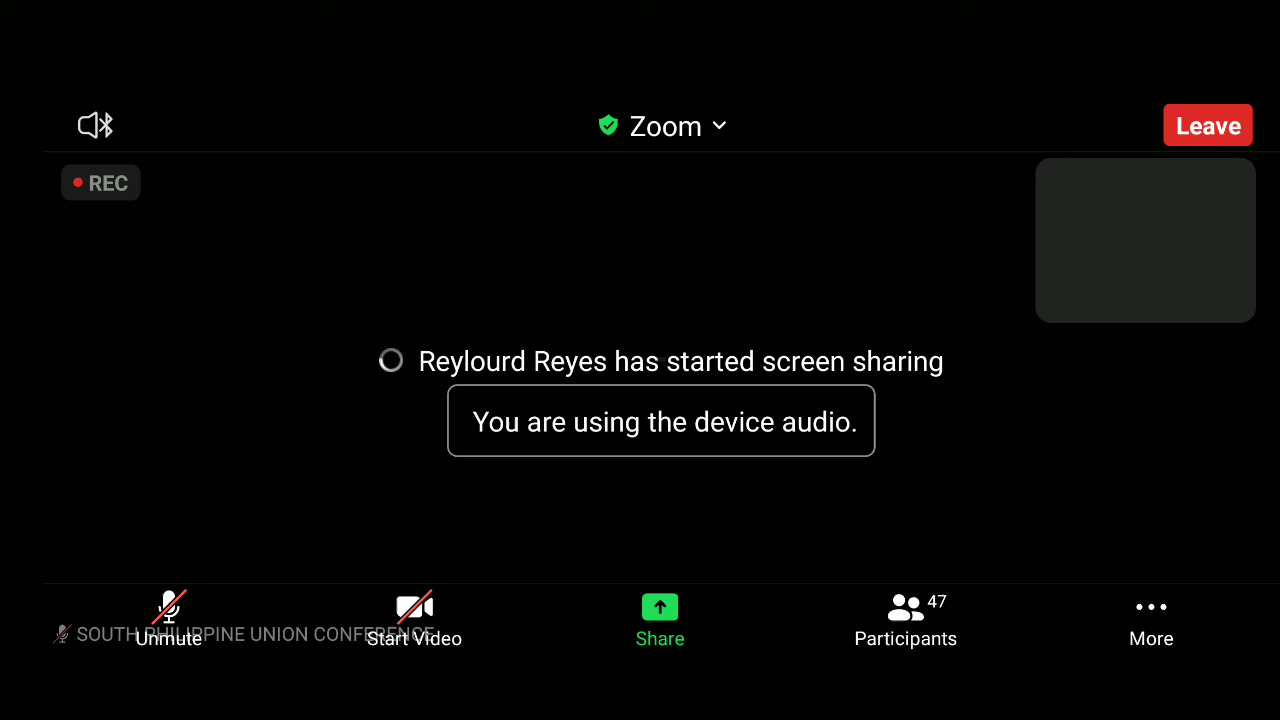 Zoom
Leave
REC
Reylourd Reyes has started screen sharing
You are using the device audio.
47
SOUTH PHILIPPINE UNION CONFERENCE
Unmute
Start Video
Share
Participants
More